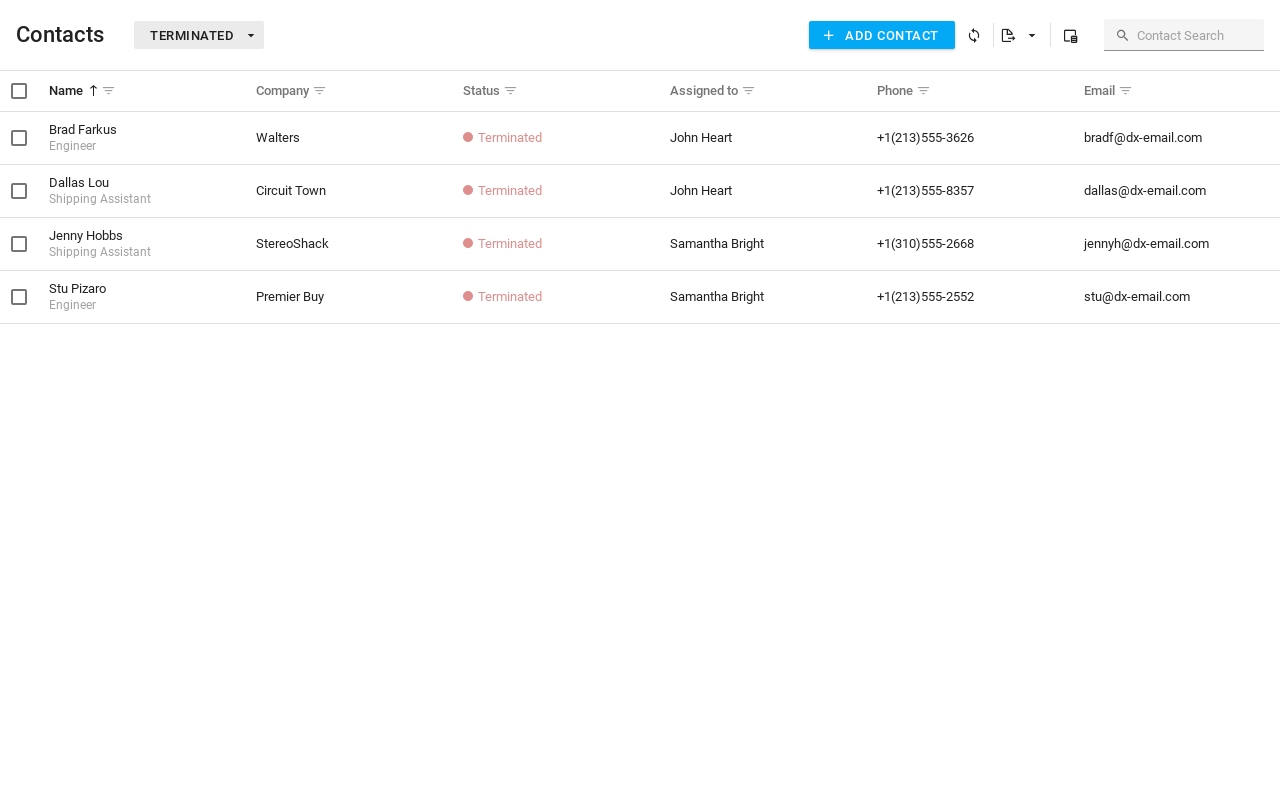 Contacts
TERMINATED
ADD CONTACT
Contact Search
Name Company Status Assigned to Phone Email
Brad Farkus
Engineer
Walters Terminated John Heart +1(213)555-3626 bradf@dx-email.com
Dallas Lou
Shipping Assistant
Circuit Town Terminated John Heart +1(213)555-8357 dallas@dx-email.com
Jenny Hobbs
Shipping Assistant
StereoShack Terminated Samantha Bright +1(310)555-2668 jennyh@dx-email.com
Stu Pizaro
Engineer
Premier Buy Terminated Samantha Bright +1(213)555-2552 stu@dx-email.com